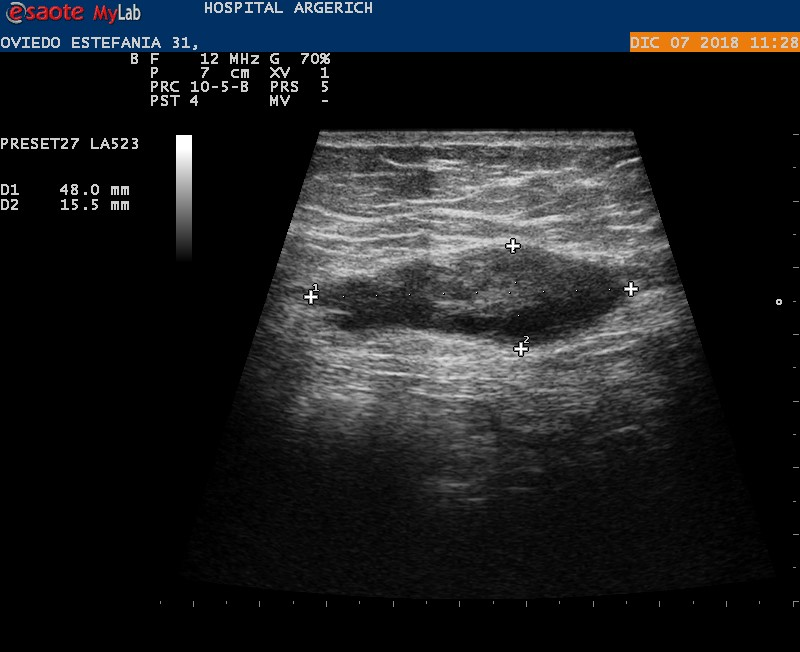 esaote MyLab
HOSPITAL ARGERICH
OVIEDO ESTEFANIA 31,
DIC 07 2018 11:28
B F 12 MHz G 70%
P 7 cm XV 1
PRC 10-5-B PRS 5
PST 4 MV -
PRESET27 LA523
D1 48.0 mm
D2 15.5 mm
1
2